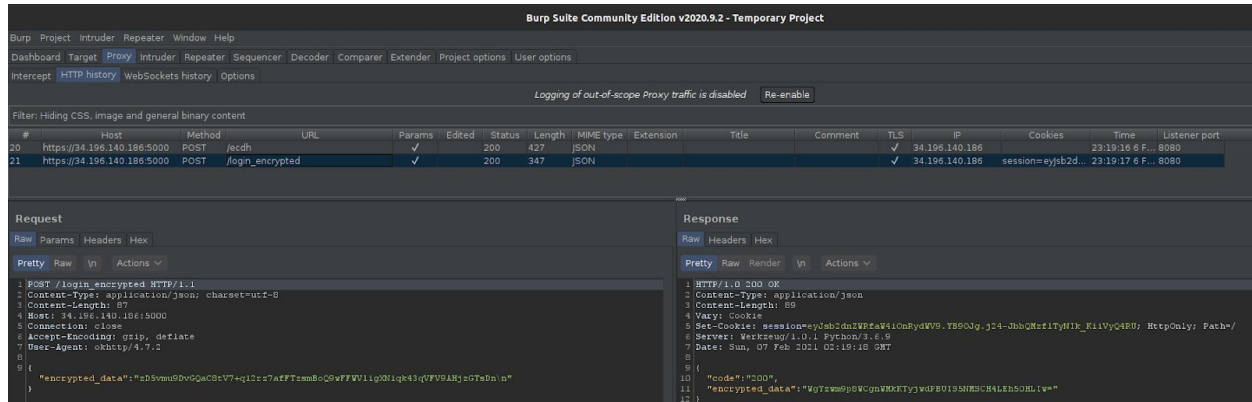 Burp Suite Community Edition v2020.9.2 - Temporary Project
Burp Project Intruder Repeater Window Help
Dashboard Target Proxy Intruder Repeater Sequencer Decoder Comparer Extender Project options User options
Intercept HTTP history WebSockets history Options
Logging of out-of-scope Proxy traffic is disabled Re-enable
Filter: Hiding CSS, image and general binary content
# Host Method URL Params Edited Status Length MIME type Extension Title Comment TLS IP Cookies Time Listener port
20 https://34.196.140.186:5000 POST /ecdh ✓ 200 427 JSON ✓ 34.196.140.186 23:19:16 6 F... 8080
21 https://34.196.140.186:5000 POST /login_encrypted ✓ 200 347 JSON ✓ 34.196.140.186 session=eyJsb2d... 23:19:17 6 F... 8080
Request
Raw Params Headers Hex
Pretty Raw \n Actions
1 POST /login_encrypted HTTP/1.1
2 Content-Type: application/json; charset=utf-8
3 Content-Length: 87
4 Host: 34.196.140.186:5000
5 Connection: close
6 Accept-Encoding: gzip, deflate
7 User-Agent: okhttp/4.7.2
8
9 {
"encrypted_data":
}
Response
Raw Headers Hex
Pretty Raw Render \n Actions
1 HTTP/1.0 200 OK
2 Content-Type: application/json
3 Content-Length: 89
4 Vary: Cookie
5 Set-Cookie: HttpOnly; Path=/
6 Server: Werkzeug/1.0.1 Python/3.6.9
7 Date: Sun, 07 Feb 2021 02:19:18 GMT
8
9 {
10 "code":"200",
11 "encrypted_data":
12 }